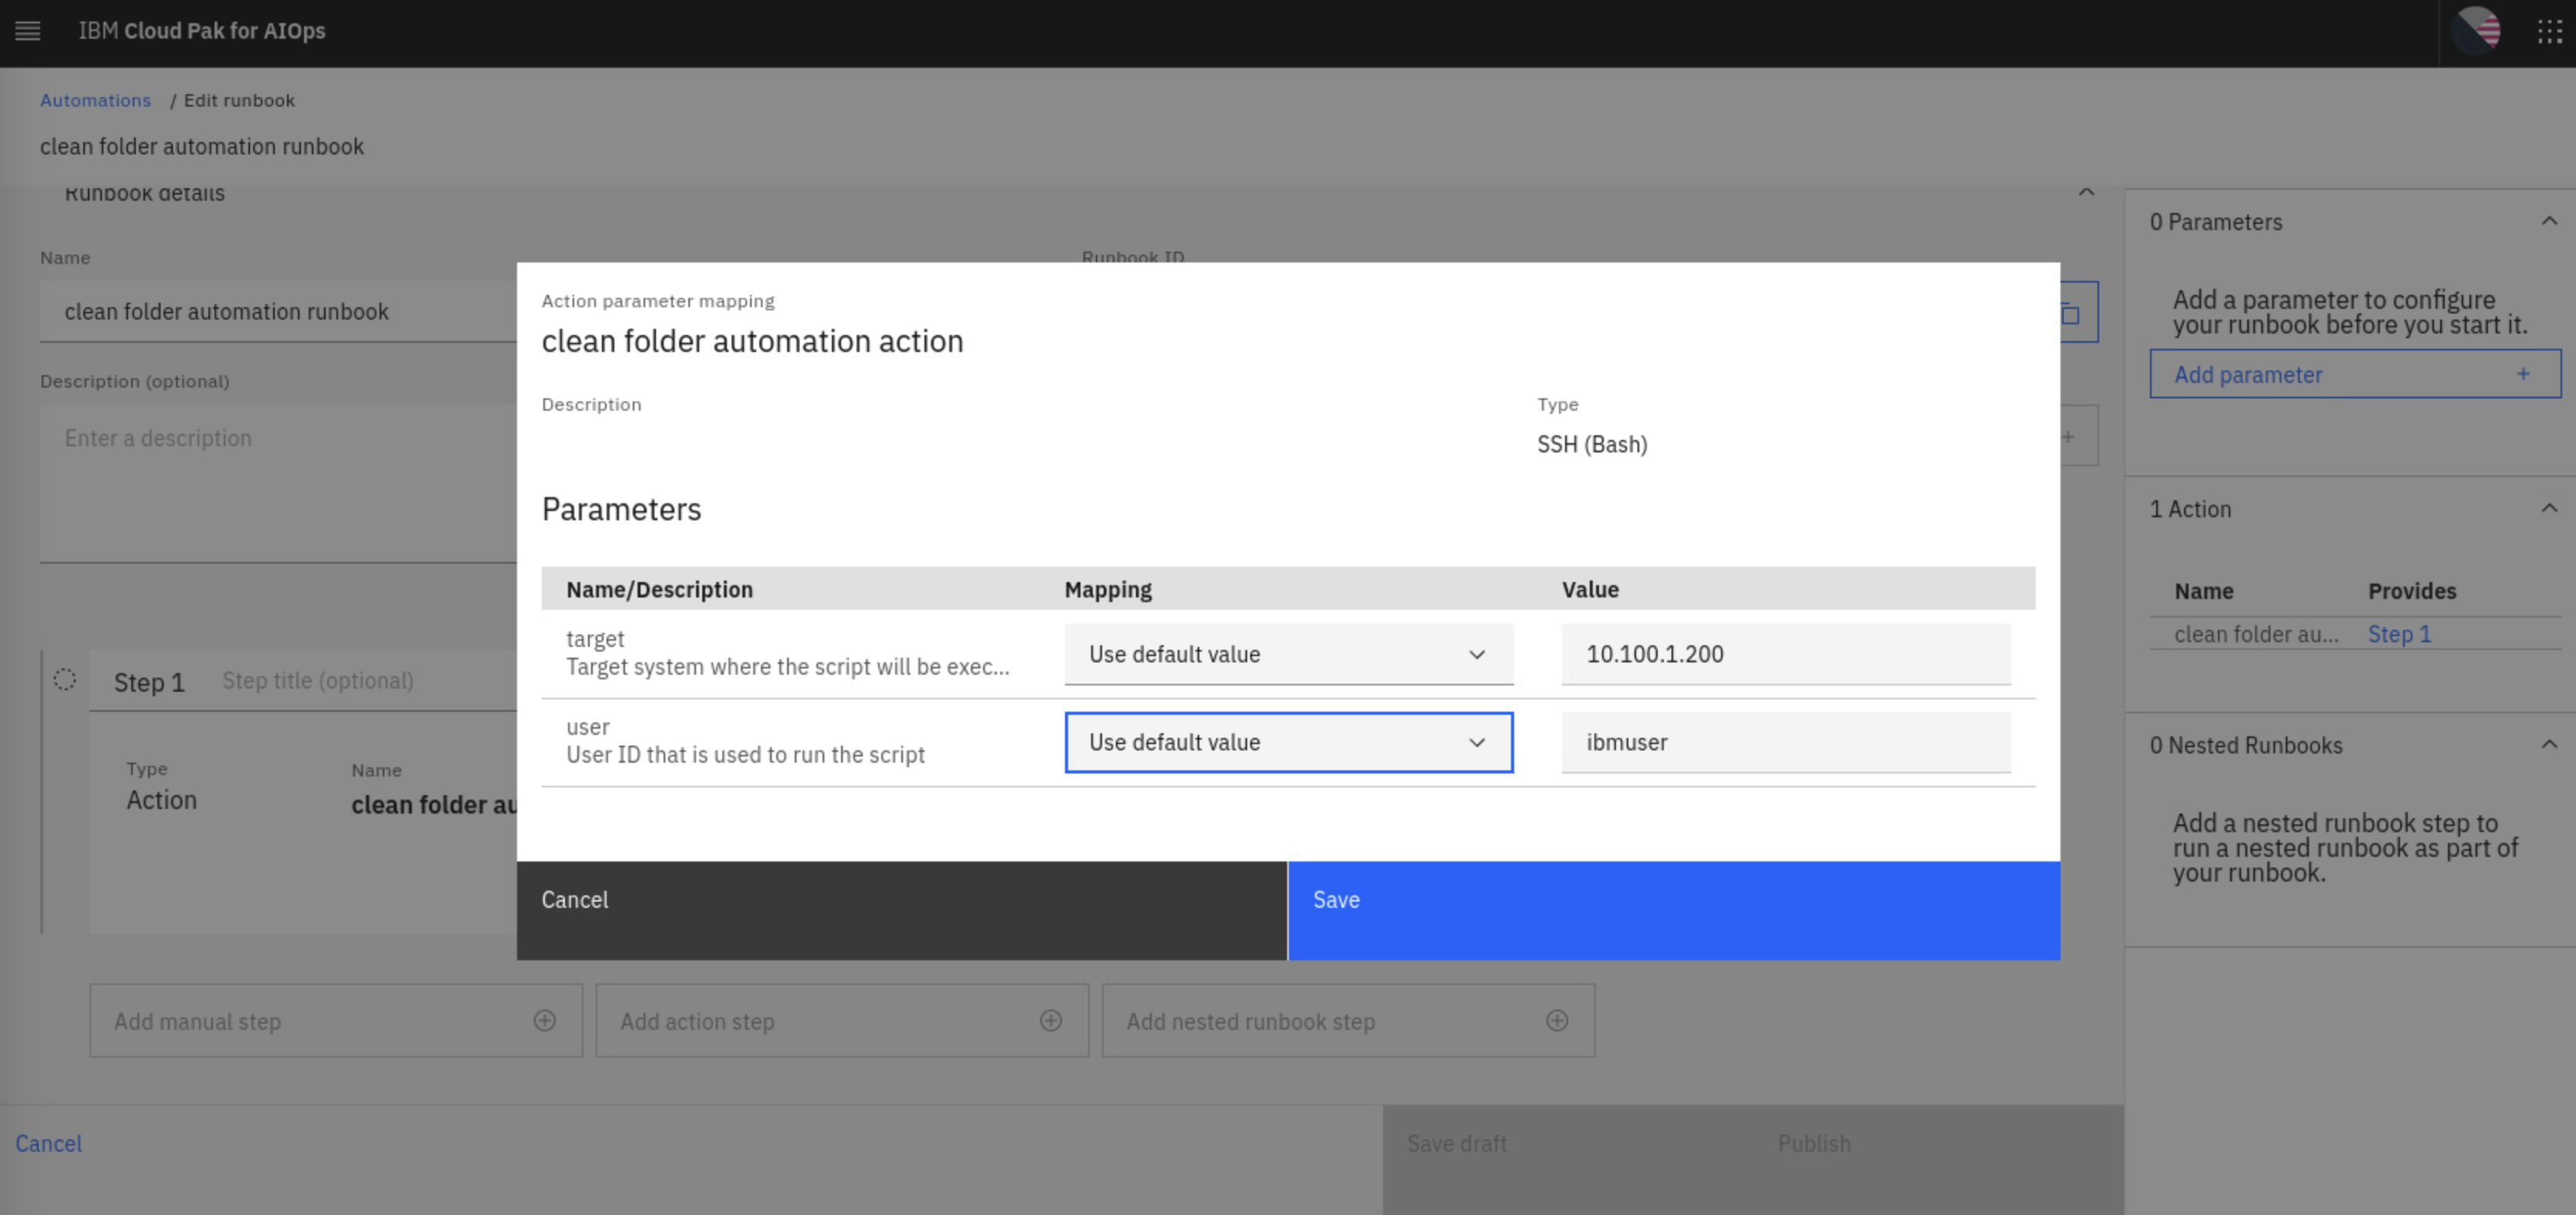 IBM Cloud Pak for AIOps
Automations / Edit runbook
clean folder automation runbook
Runbook details
Name
Runbook ID
clean folder automation runbook
Description (optional)
Enter a description
Action parameter mapping
clean folder automation action
Description
Type
SSH (Bash)
Parameters
Name/Description Mapping Value
target
Target system where the script will be exec...
Use default value
10.100.1.200
user
User ID that is used to run the script
Use default value
ibmuser
Cancel
Save
Step 1 Step title (optional)
Type
Action
Name
clean folder au
Add manual step
Add action step
Add nested runbook step
Cancel
Save draft
Publish
0 Parameters
Add a parameter to configure
your runbook before you start it.
Add parameter +
1 Action
Name Provides
clean folder au... Step 1
0 Nested Runbooks
Add a nested runbook step to
run a nested runbook as part of
your runbook.